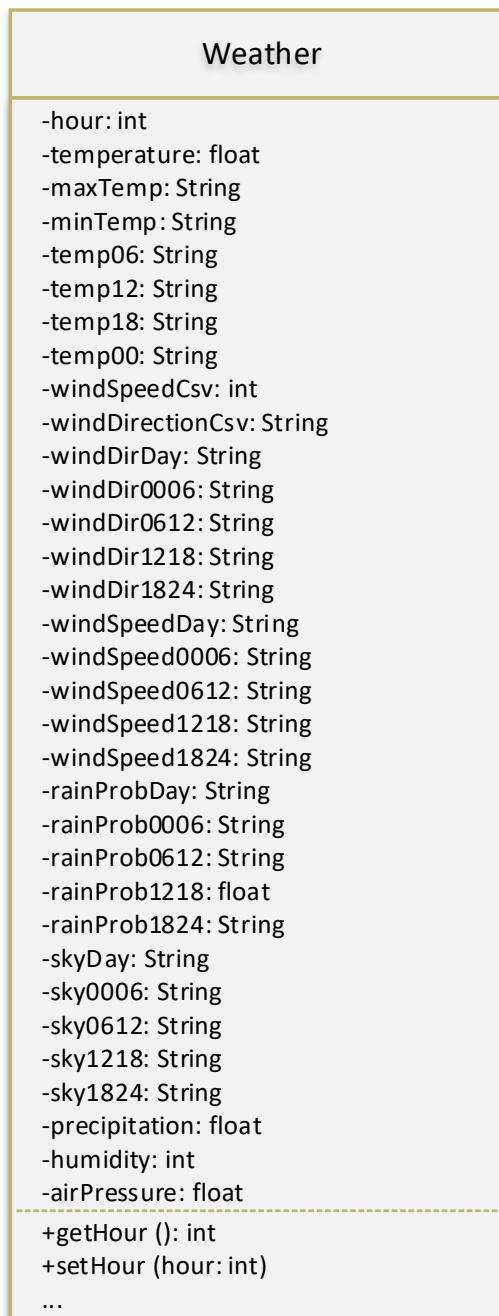 Weather
-hour: int
-temperature: float
-maxTemp: String
-minTemp: String
-temp06: String
-temp12: String
-temp18: String
-temp00: String
-windSpeedCsv: int
-windDirectionCsv: String
-windDirDay: String
-windDir0006: String
-windDir0612: String
-windDir1218: String
-windDir1824: String
-windSpeedDay: String
-windSpeed0006: String
-windSpeed0612: String
-windSpeed1218: String
-windSpeed1824: String
-rainProbDay: String
-rainProb0006: String
-rainProb0612: String
-rainProb1218: float
-rainProb1824: String
-skyDay: String
-sky0006: String
-sky0612: String
-sky1218: String
-sky1824: String
-precipitation: float
-humidity: int
-airPressure: float
+getHour (): int
+setHour (hour: int)
...